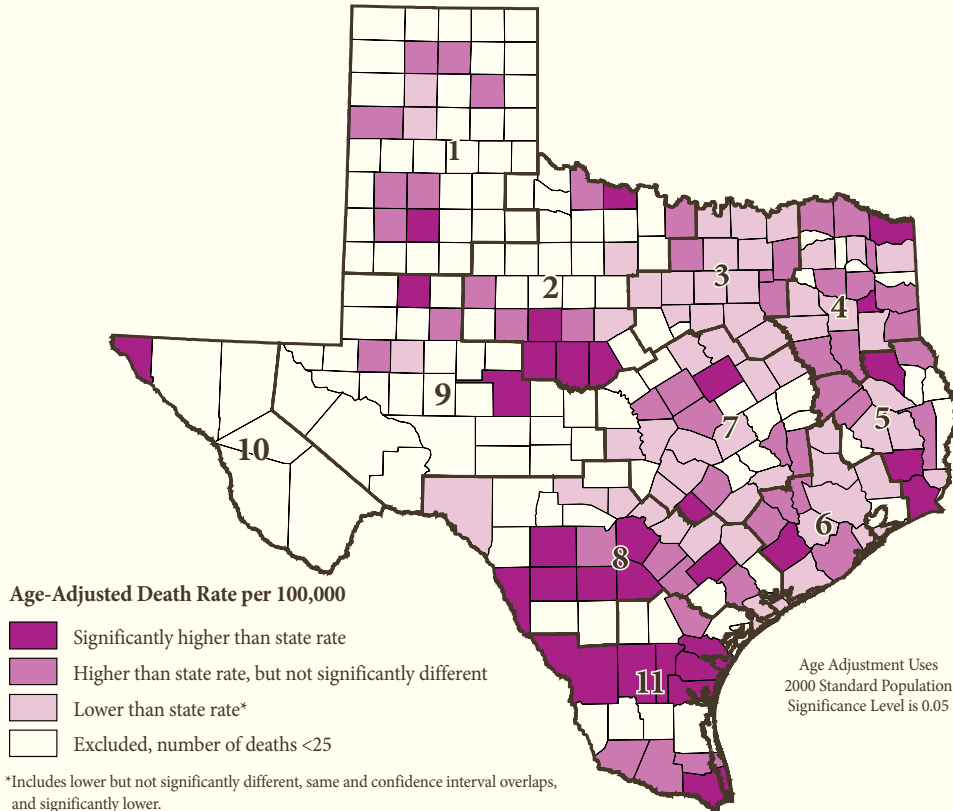 1
2
3
4
5
6
7
8
9
10
11
Age-Adjusted Death Rate per 100,000
Significantly higher than state rate
Higher than state rate, but not significantly different
Lower than state rate*
Excluded, number of deaths <25
*Includes lower but not significantly different, same and confidence interval overlaps,
and significantly lower.
Age Adjustment Uses
2000 Standard Population
Significance Level is 0.05